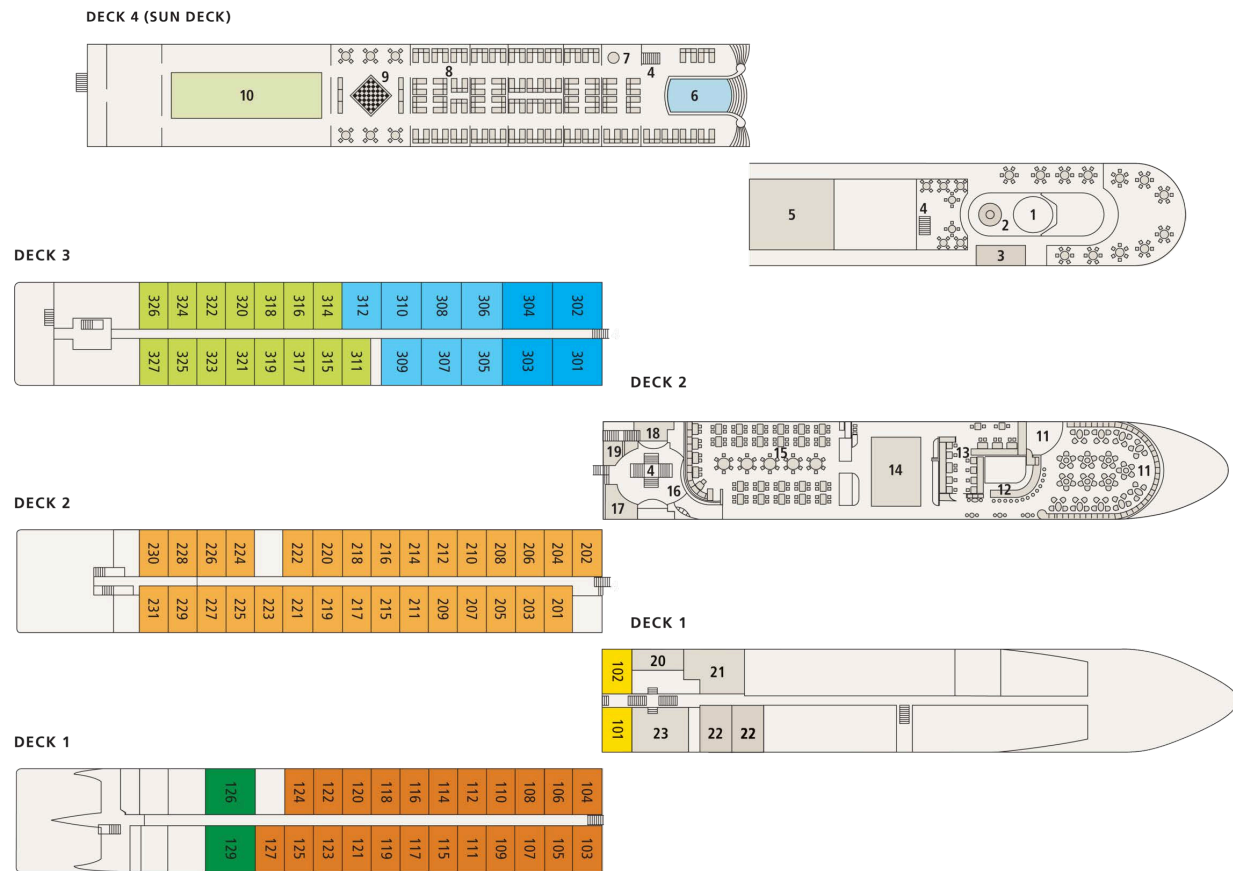 DECK 4 (SUN DECK)
10 9 8 7 4 6
5 4 2 1 3
DECK 3
326 324 322 320 318 316 314 312 310 308 306 304 302
327 325 323 321 319 317 315 311 309 307 305 303 301
DECK 2
18 19 4 16 17 15 14 13 12 11 11
DECK 2
230 228 226 224 222 220 218 216 214 212 210 208 206 204 202
231 229 227 225 223 221 219 217 215 211 209 207 205 203 201
DECK 1
102 20 21
101 23 22 22
DECK 1
126 124 122 120 118 116 114 112 110 108 106 104
129 127 125 123 121 119 117 115 111 109 107 105 103